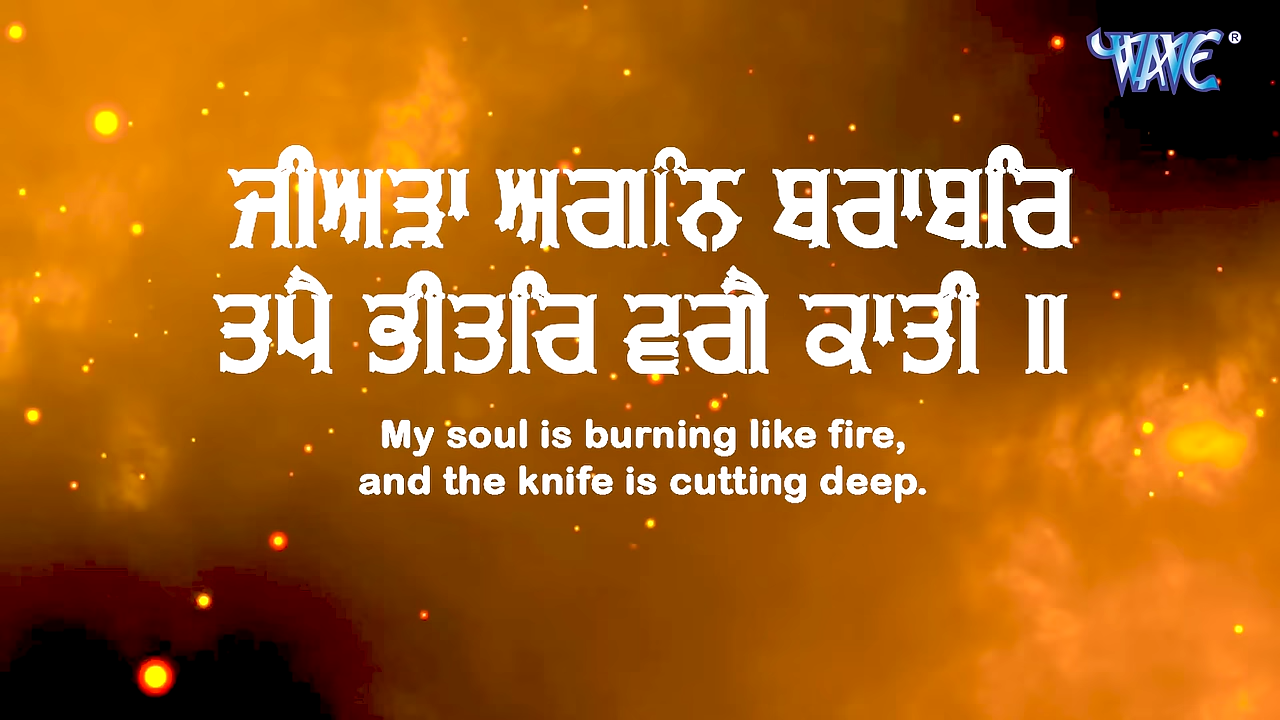 WAVE®
ਜੀਅੜਾ ਅਗਨਿ ਬਰਾਬਰਿ
ਤਪੈ ਭੀਤਰਿ ਵਗੈ ਕਾਤੀ ॥
My soul is burning like fire,
and the knife is cutting deep.